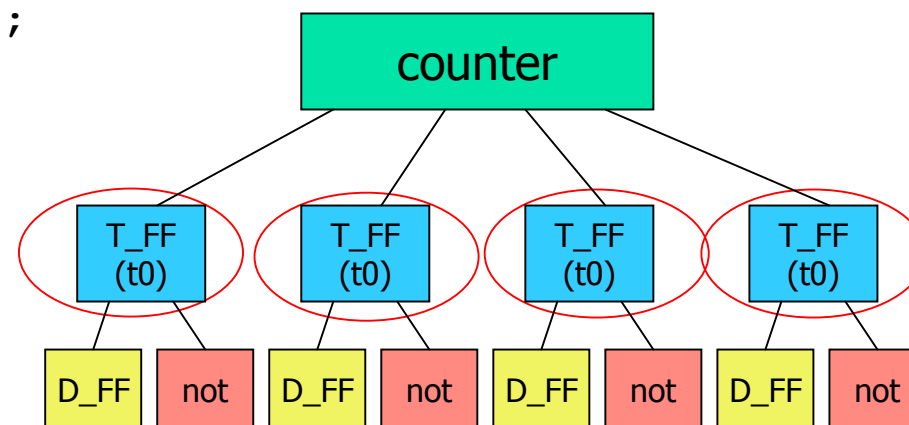 ;
counter
T_FF
(t0)
T_FF
(t0)
T_FF
(t0)
T_FF
(t0)
D_FF
not
D_FF
not
D_FF
not
D_FF
not